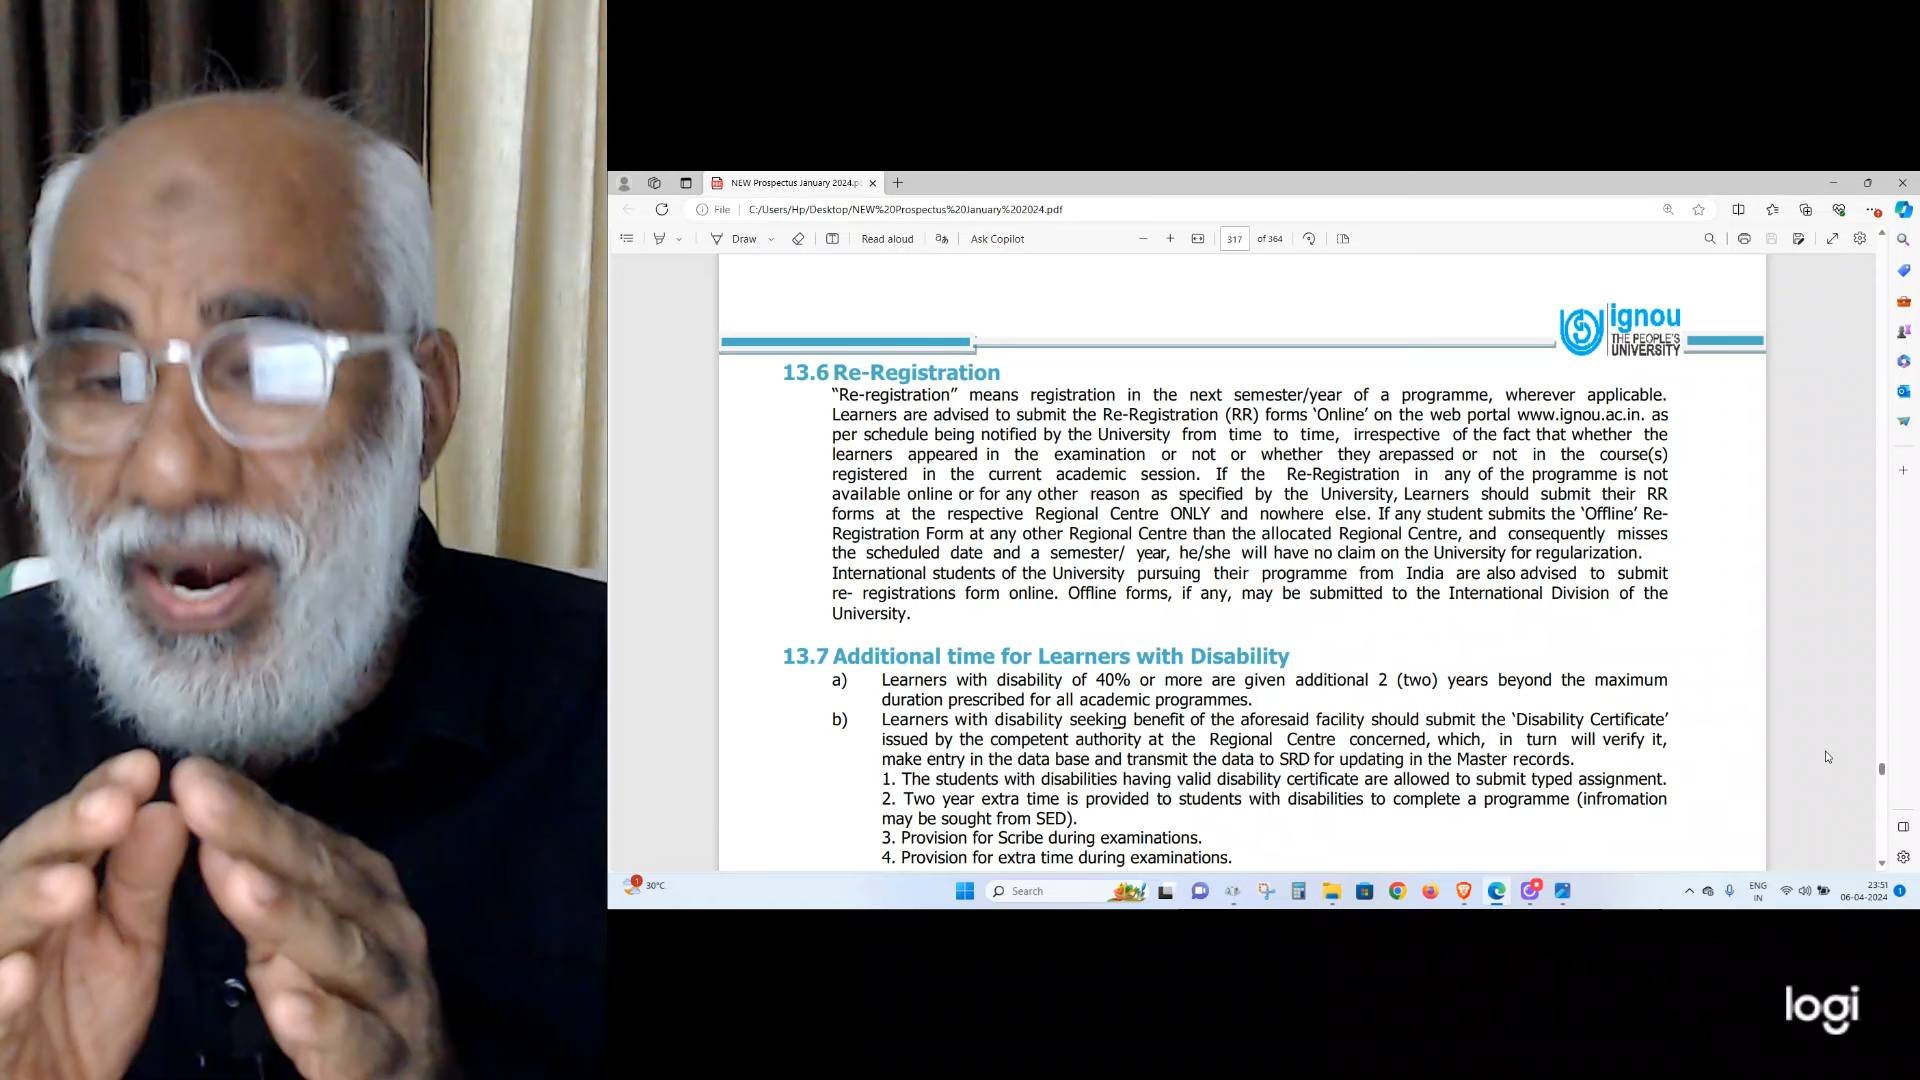 NEW Prospectus January 2024.p
File
C:/Users/Hp/Desktop/NEW%20Prospectus%20January%202024.pdf
Draw
Read aloud
Ask Copilot
317 of 364
ignou
THE PEOPLE'S
UNIVERSITY
13.6 Re-Registration
“Re-registration” means registration in the next semester/year of a programme, wherever applicable.
Learners are advised to submit the Re-Registration (RR) forms ‘Online’ on the web portal www.ignou.ac.in. as
per schedule being notified by the University from time to time, irrespective of the fact that whether the
learners appeared in the examination or not or whether they arepassed or not in the course(s)
registered in the current academic session. If the Re-Registration in any of the programme is not
available online or for any other reason as specified by the University, Learners should submit their RR
forms at the respective Regional Centre ONLY and nowhere else. If any student submits the ‘Offline’ Re-
Registration Form at any other Regional Centre than the allocated Regional Centre, and consequently misses
the scheduled date and a semester/ year, he/she will have no claim on the University for regularization.
International students of the University pursuing their programme from India are also advised to submit
re- registrations form online. Offline forms, if any, may be submitted to the International Division of the
University.
13.7 Additional time for Learners with Disability
a) Learners with disability of 40% or more are given additional 2 (two) years beyond the maximum
duration prescribed for all academic programmes.
b) Learners with disability seeking benefit of the aforesaid facility should submit the ‘Disability Certificate’
issued by the competent authority at the Regional Centre concerned, which, in turn will verify it,
make entry in the data base and transmit the data to SRD for updating in the Master records.
1. The students with disabilities having valid disability certificate are allowed to submit typed assignment.
2. Two year extra time is provided to students with disabilities to complete a programme (infromation
may be sought from SED).
3. Provision for Scribe during examinations.
4. Provision for extra time during examinations.
1
30°C
Search
ENG
IN
23:51
06-04-2024
logi